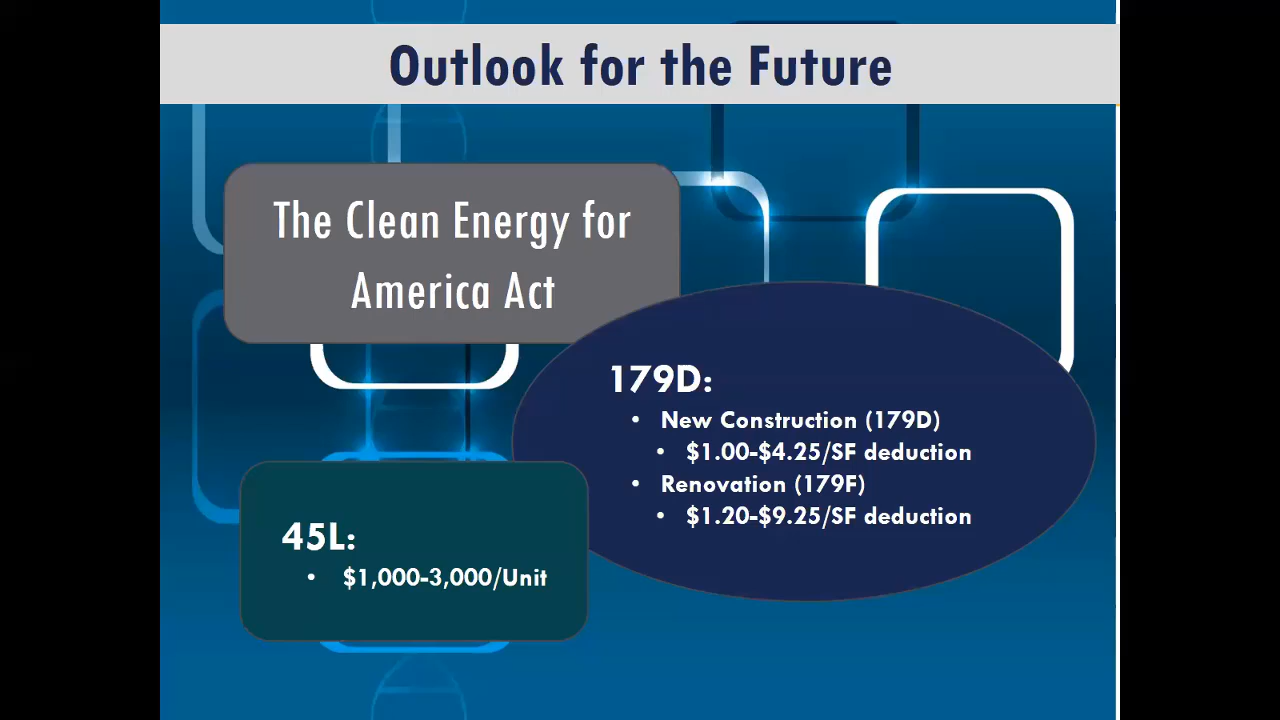 Outlook for the Future
The Clean Energy for
America Act
179D:
• New Construction (179D)
• $1.00-$4.25/SF deduction
• Renovation (179F)
• $1.20-$9.25/SF deduction
45L:
• $1,000-3,000/Unit